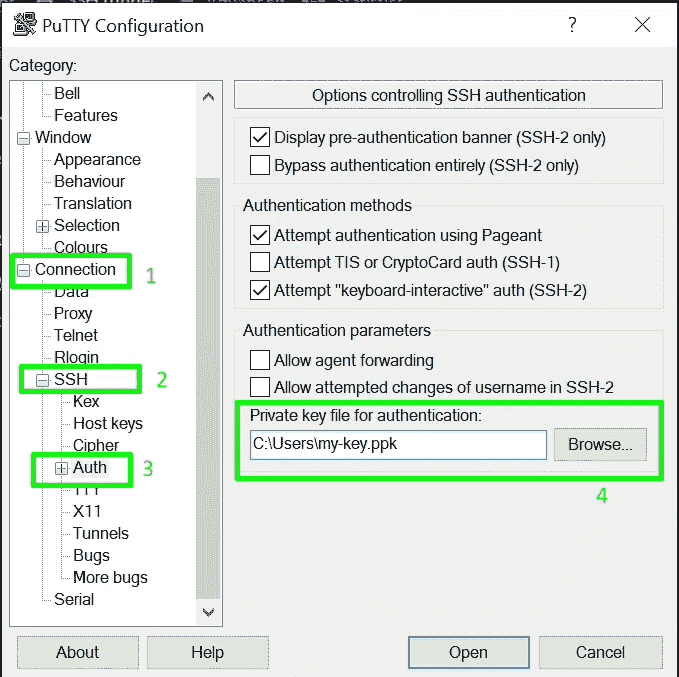 PuTTY Configuration
?
Category:
Bell
Features
Window
Appearance
Behaviour
Translation
Selection
Colours
Connection
1
Data
Proxy
Telnet
Rlogin
SSH
2
Kex
Host keys
Cipher
Auth
3
TTY
X11
Tunnels
Bugs
More bugs
Serial
Options controlling SSH authentication
Display pre-authentication banner (SSH-2 only)
Bypass authentication entirely (SSH-2 only)
Authentication methods
Attempt authentication using Pageant
Attempt TIS or CryptoCard auth (SSH-1)
Attempt "keyboard-interactive" auth (SSH-2)
Authentication parameters
Allow agent forwarding
Allow attempted changes of username in SSH-2
Private key file for authentication:
C:\Users\my-key.ppk
Browse...
4
About
Help
Open
Cancel